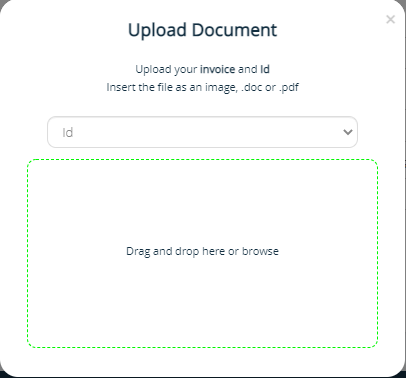 ×
Upload Document
Upload your invoice and Id
Insert the file as an image, .doc or .pdf
Id
Drag and drop here or browse